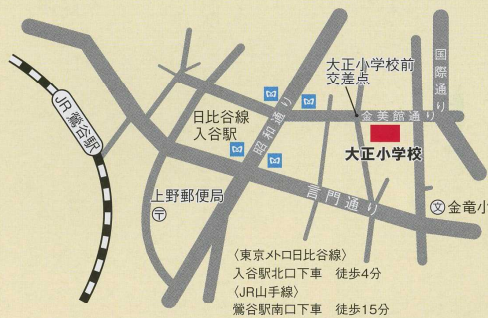 国際通り
大正小学校前
交差点
金美館通り
JR鶯谷駅
日比谷線
入谷駅
昭和通り
大正小学校
上野郵便局
〒
言問通り
文 金竜小
〈東京メトロ日比谷線〉
入谷駅北口下車 徒歩4分
〈JR山手線〉
鶯谷駅南口下車 徒歩15分